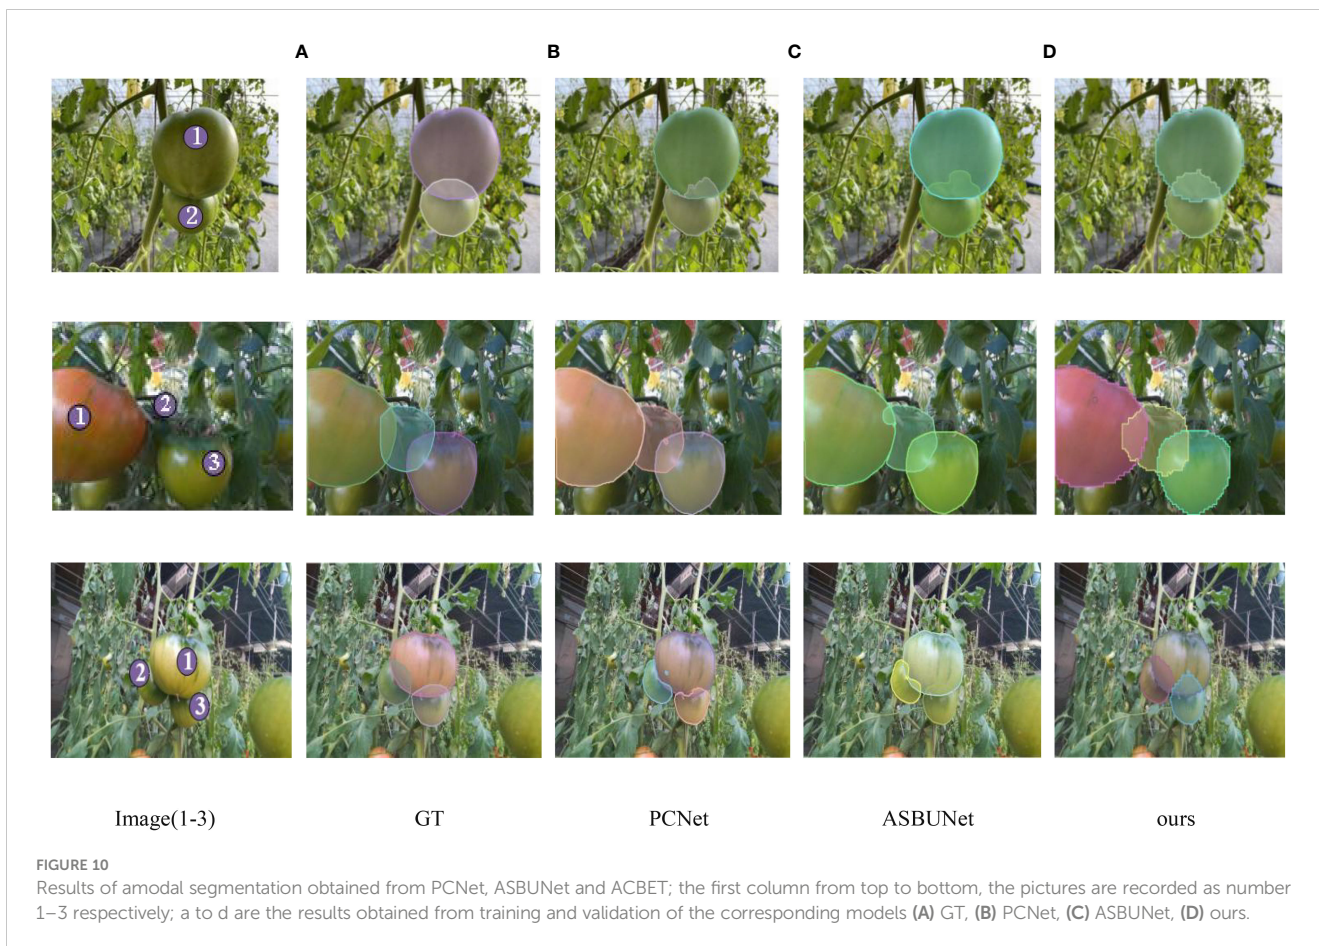 A B C D
1
2
1
2
3
1
2
3
Image(1-3) GT PCNet ASBUNet ours
FIGURE 10
Results of amodal segmentation obtained from PCNet, ASBUNet and ACBET; the first column from top to bottom, the pictures are recorded as number
1–3 respectively; a to d are the results obtained from training and validation of the corresponding models (A) GT, (B) PCNet, (C) ASBUNet, (D) ours.